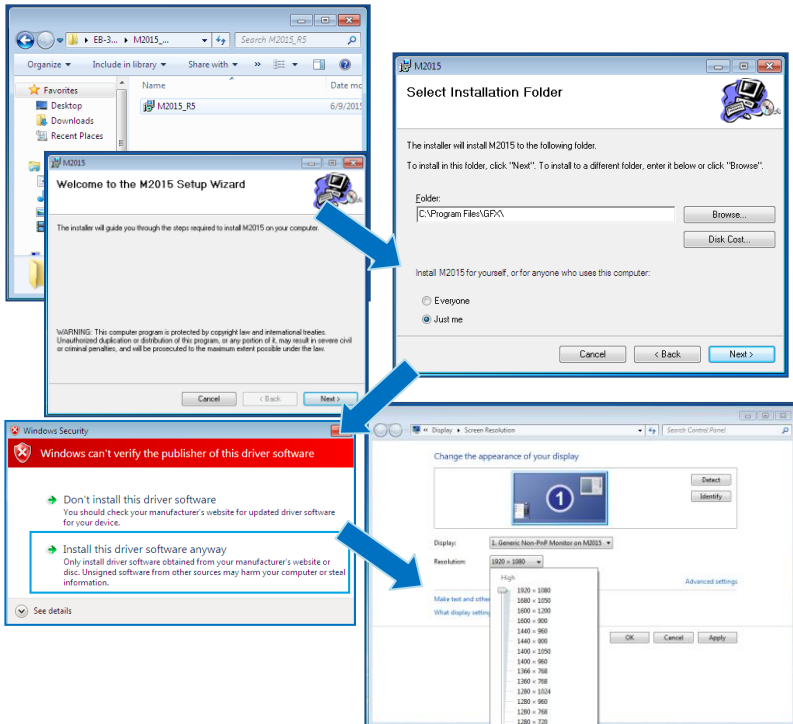 EB-3... M2015_... Search M2015_R5
Organize Include in library Share with »
Favorites
Desktop
Downloads
Recent Places
Name Date mo
M2015_R5 6/9/2015
M2015
Welcome to the M2015 Setup Wizard
The installer will guide you through the steps required to install M2015 on your computer.
WARNING: This computer program is protected by copyright law and international treaties.
Unauthorized duplication or distribution of this program, or any portion of it, may result in severe civil
or criminal penalties, and will be prosecuted to the maximum extent possible under the law.
Cancel < Back Next >
M2015
Select Installation Folder
The installer will install M2015 to the following folder.
To install in this folder, click "Next". To install to a different folder, enter it below or click "Browse".
Folder:
C:\Program Files\GFX\
Browse...
Disk Cost...
Install M2015 for yourself, or for anyone who uses this computer:
Everyone
Just me
Cancel < Back Next >
Windows Security
Windows can't verify the publisher of this driver software
Don't install this driver software
You should check your manufacturer's website for updated driver software
for your device.
Install this driver software anyway
Only install driver software obtained from your manufacturer's website or
disc. Unsigned software from other sources may harm your computer or steal
information.
See details
« Display Screen Resolution Search Control Panel
Change the appearance of your display
1
Detect
Identify
Display: 1. Generic Non-PnP Monitor on M2015
Resolution: 1920 × 1080
Advanced settings
Make text and othe
What display setting
High
1920 × 1080
1680 × 1050
1600 × 1200
1600 × 900
1440 × 960
1440 × 900
1400 × 1050
1400 × 960
1366 × 768
1360 × 768
1280 × 1024
1280 × 960
1280 × 768
1280 × 720
OK Cancel Apply